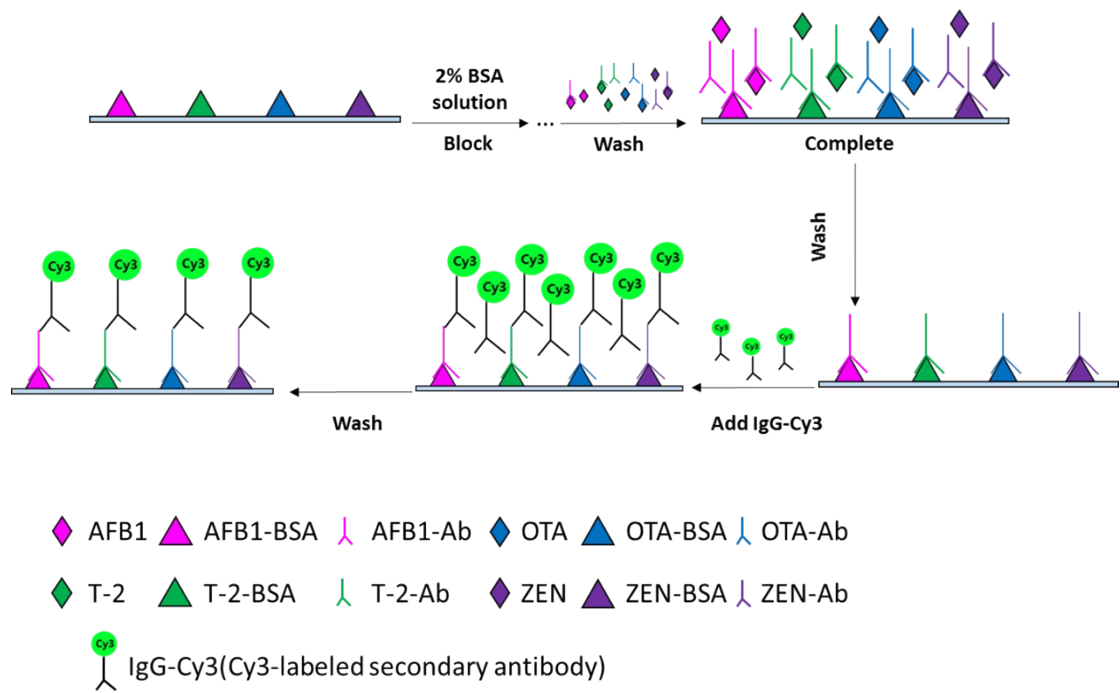 2% BSA
solution
Block
...
Wash
Complete
Wash
Cy3
Cy3
Cy3
Cy3
Cy3
Cy3
Cy3
Cy3
Cy3
Cy3
Cy3
Cy3
Cy3
Cy3
Wash
Add IgG-Cy3
AFB1 AFB1-BSA AFB1-Ab OTA OTA-BSA OTA-Ab
T-2 T-2-BSA T-2-Ab ZEN ZEN-BSA ZEN-Ab
Cy3
IgG-Cy3(Cy3-labeled secondary antibody)